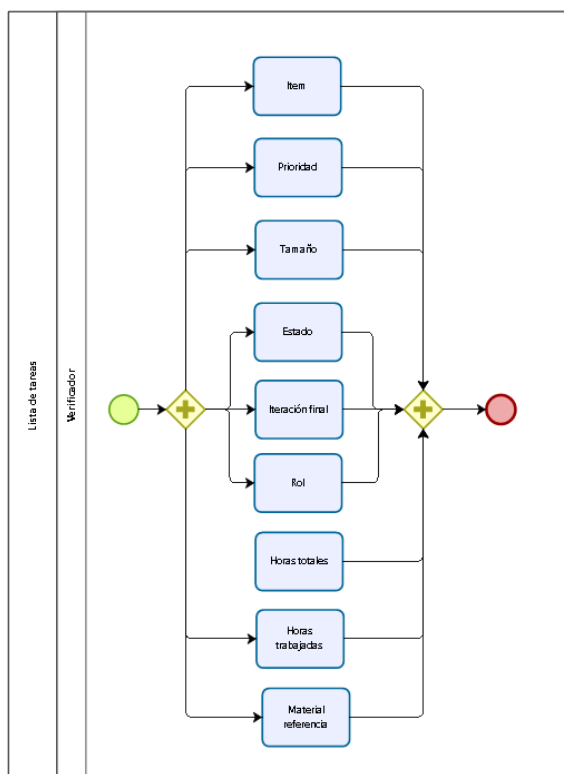 Lista de tareas
Verificador
Item
Prioridad
Tamaño
Estado
Iteración final
Rol
Horas totales
Horas
trabajadas
Material
referencia